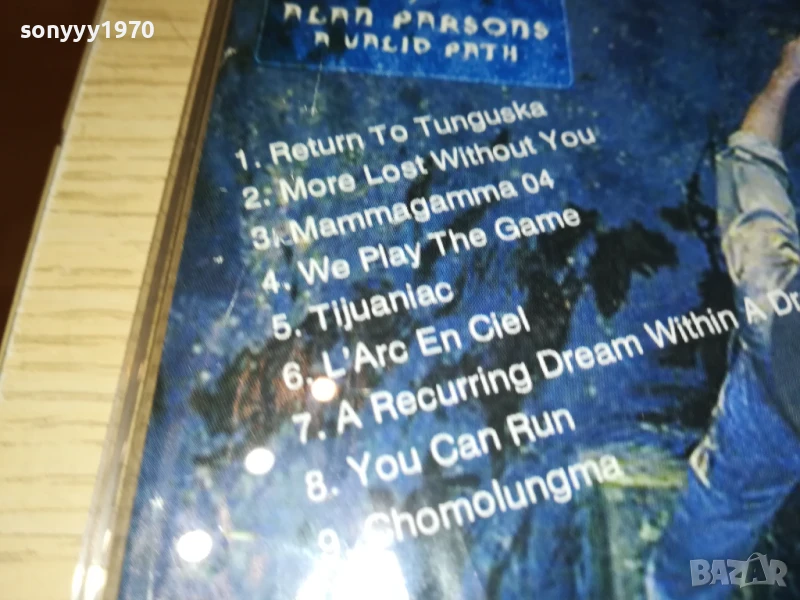 sonyyy1970
ALAN PARSONS
A VALID PATH
1. Return To Tunguska
2. More Lost Without You
3. Mammagamma 04
4. We Play The Game
5. Tijuaniac
6. L'Arc En Ciel
7. A Recurring Dream Within A Dr
8. You Can Run
9. Chomolungma
BAZAR